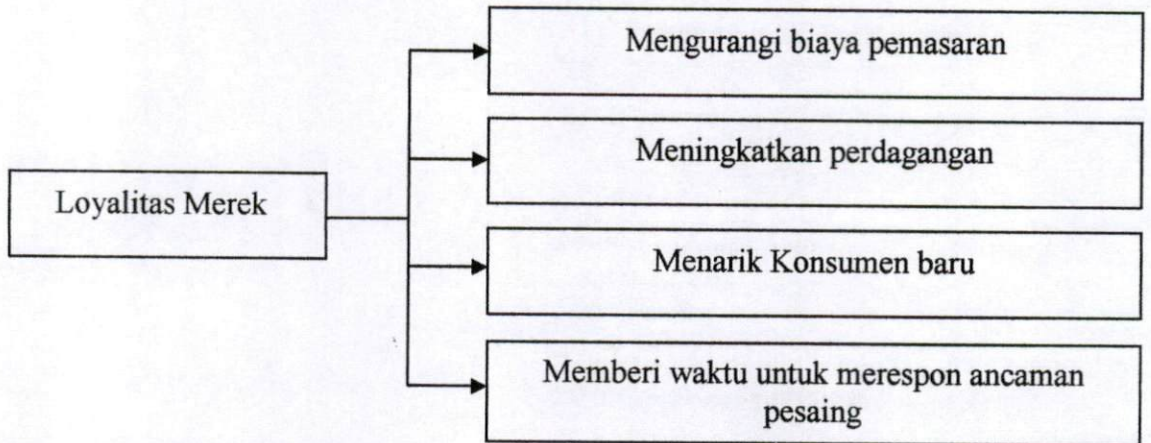 Mengurangi biaya pemasaran
Meningkatkan perdagangan
Loyalitas Merek
Menarik Konsumen baru
Memberi waktu untuk merespon ancaman
pesaing